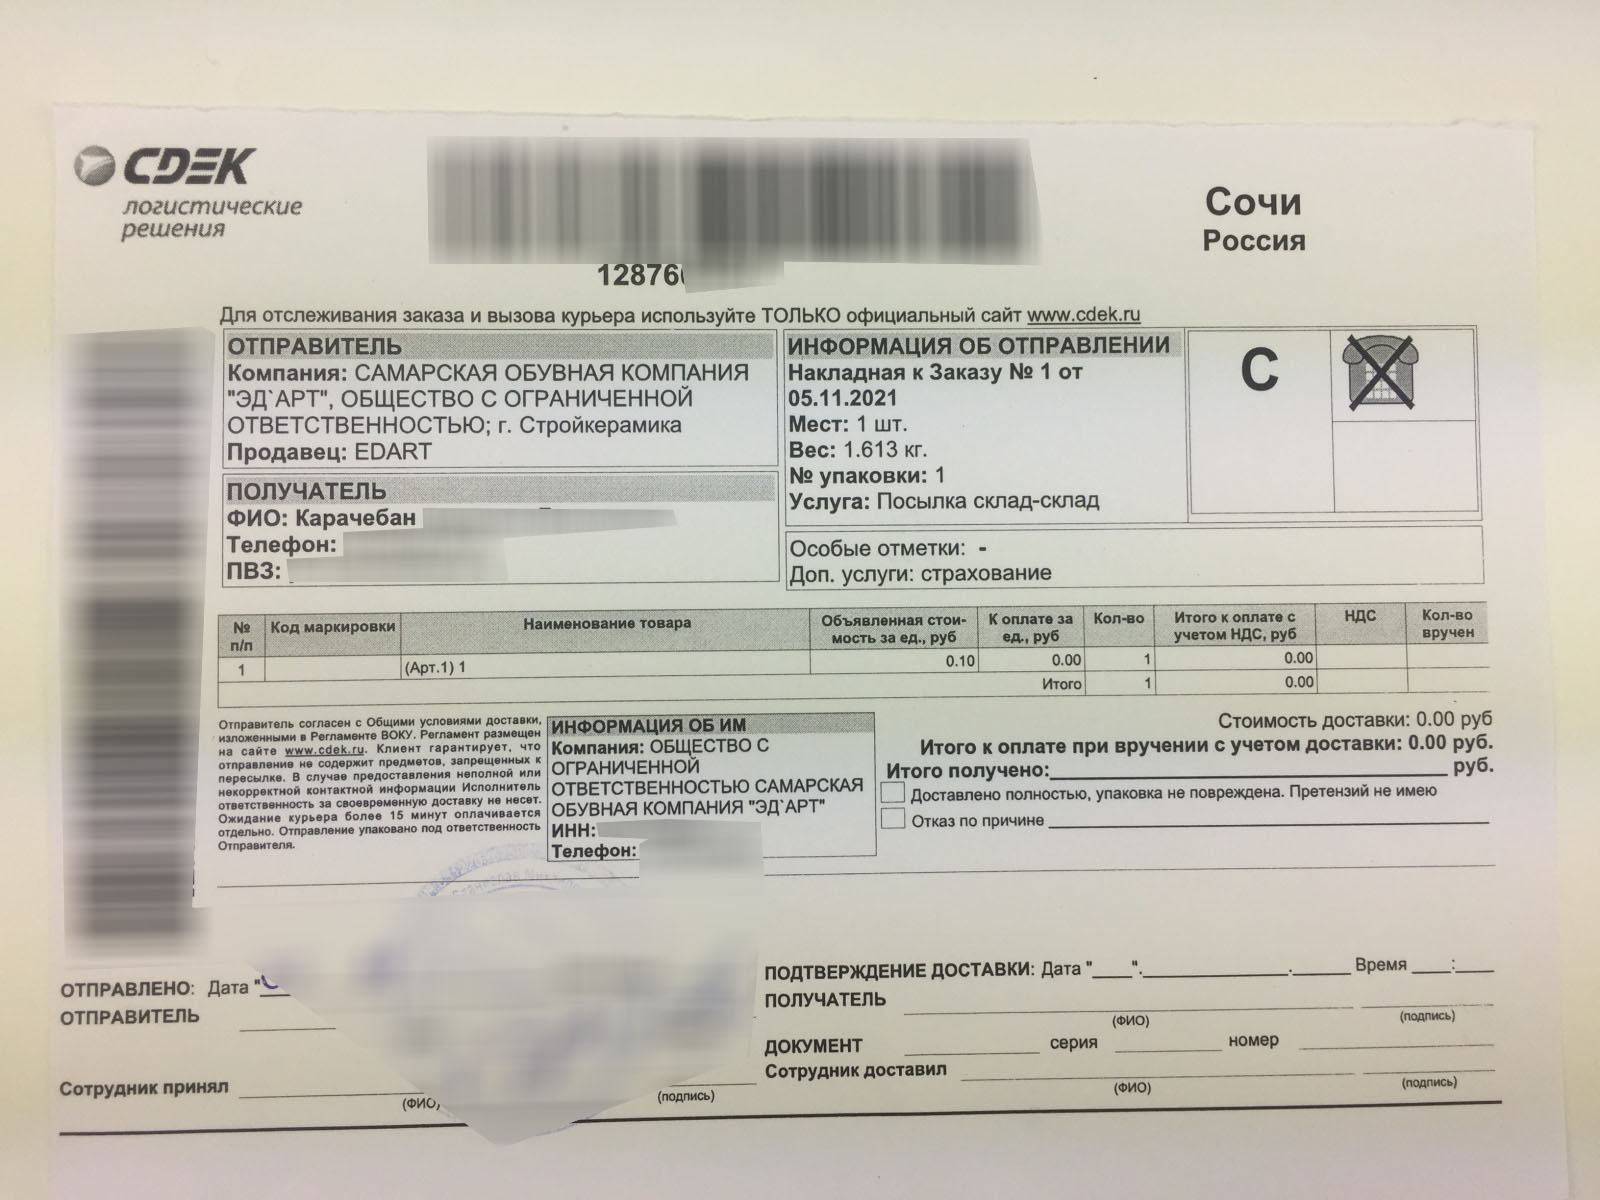 CDEK
логистические
решения
Сочи
Россия
12876
Для отслеживания заказа и вызова курьера используйте ТОЛЬКО официальный сайт www.cdek.ru
ОТПРАВИТЕЛЬ
Компания: САМАРСКАЯ ОБУВНАЯ КОМПАНИЯ
"ЭД`АРТ", ОБЩЕСТВО С ОГРАНИЧЕННОЙ
ОТВЕТСТВЕННОСТЬЮ; г. Стройкерамика
Продавец: EDART
ПОЛУЧАТЕЛЬ
ФИО: Карачебан
Телефон:
ПВЗ:
ИНФОРМАЦИЯ ОБ ОТПРАВЛЕНИИ
Накладная к Заказу № 1 от
05.11.2021
Мест: 1 шт.
Вес: 1.613 кг.
№ упаковки: 1
Услуга: Посылка склад-склад
С
Особые отметки: -
Доп. услуги: страхование
№ п/п Код маркировки Наименование товара Объявленная стои-мость за ед., руб К оплате за ед., руб Кол-во Итого к оплате с учетом НДС, руб НДС Кол-во вручен
1 (Арт.1) 1 0.10 0.00 1 0.00
Итого 1 0.00
Отправитель согласен с Общими условиями доставки,
изложенными в Регламенте ВОКУ. Регламент размещен
на сайте www.cdek.ru. Клиент гарантирует, что
отправление не содержит предметов, запрещенных к
пересылке. В случае предоставления неполной или
некорректной контактной информации Исполнитель
ответственность за своевременную доставку не несет.
Ожидание курьера более 15 минут оплачивается
отдельно. Отправление упаковано под ответственность
Отправителя.
ИНФОРМАЦИЯ ОБ ИМ
Компания: ОБЩЕСТВО С
ОГРАНИЧЕННОЙ
ОТВЕТСТВЕННОСТЬЮ САМАРСКАЯ
ОБУВНАЯ КОМПАНИЯ "ЭД`АРТ"
ИНН:
Телефон:
Стоимость доставки: 0.00 руб
Итого к оплате при вручении с учетом доставки: 0.00 руб.
Итого получено: руб.
Доставлено полностью, упаковка не повреждена. Претензий не имею
Отказ по причине
ОТПРАВЛЕНО: Дата "
ОТПРАВИТЕЛЬ
Сотрудник принял
(ФИО)
(подпись)
ПОДТВЕРЖДЕНИЕ ДОСТАВКИ: Дата "____".____________.____ Время ___:___
ПОЛУЧАТЕЛЬ
(ФИО) (подпись)
ДОКУМЕНТ серия номер
Сотрудник доставил
(ФИО) (подпись)